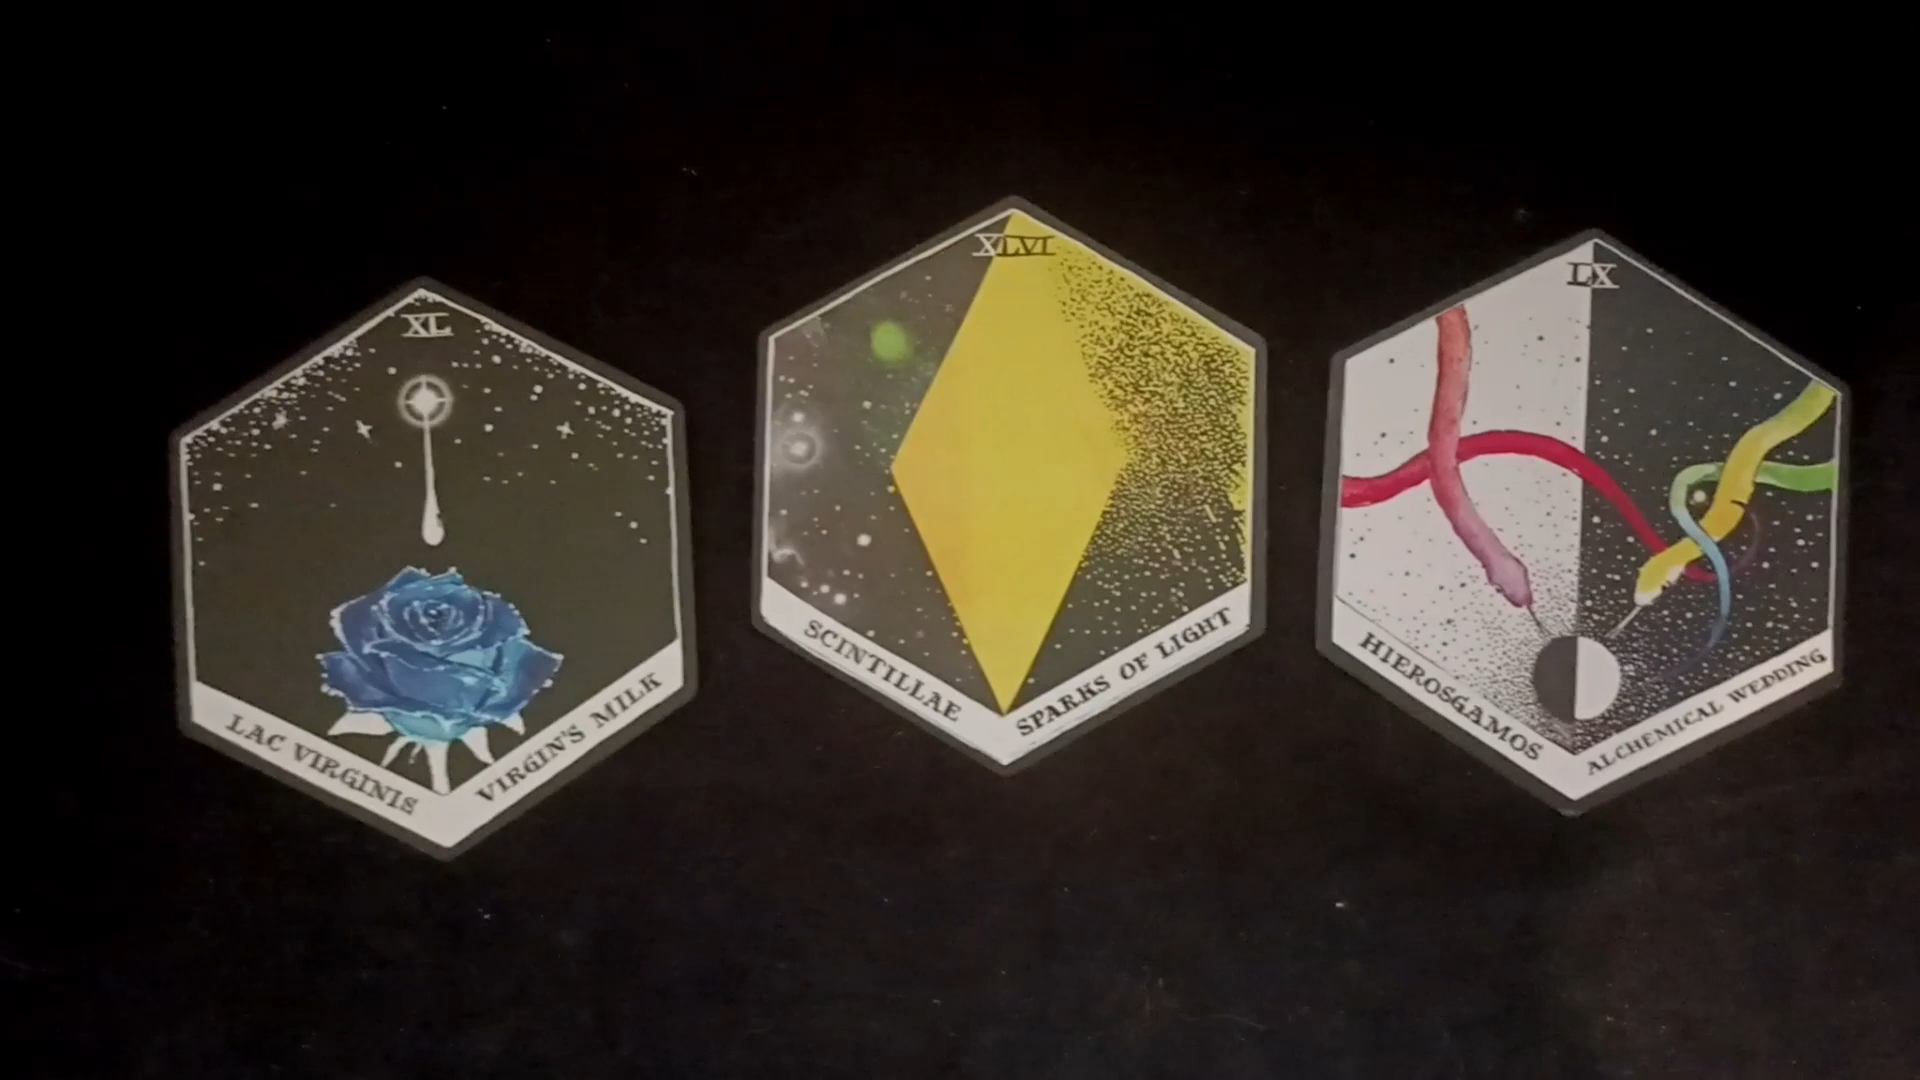 XL
LAC VIRGINIS
VIRGIN'S MILK
XLVI
SCINTILLAE
SPARKS OF LIGHT
LX
HIEROSGAMOS
ALCHEMICAL WEDDING